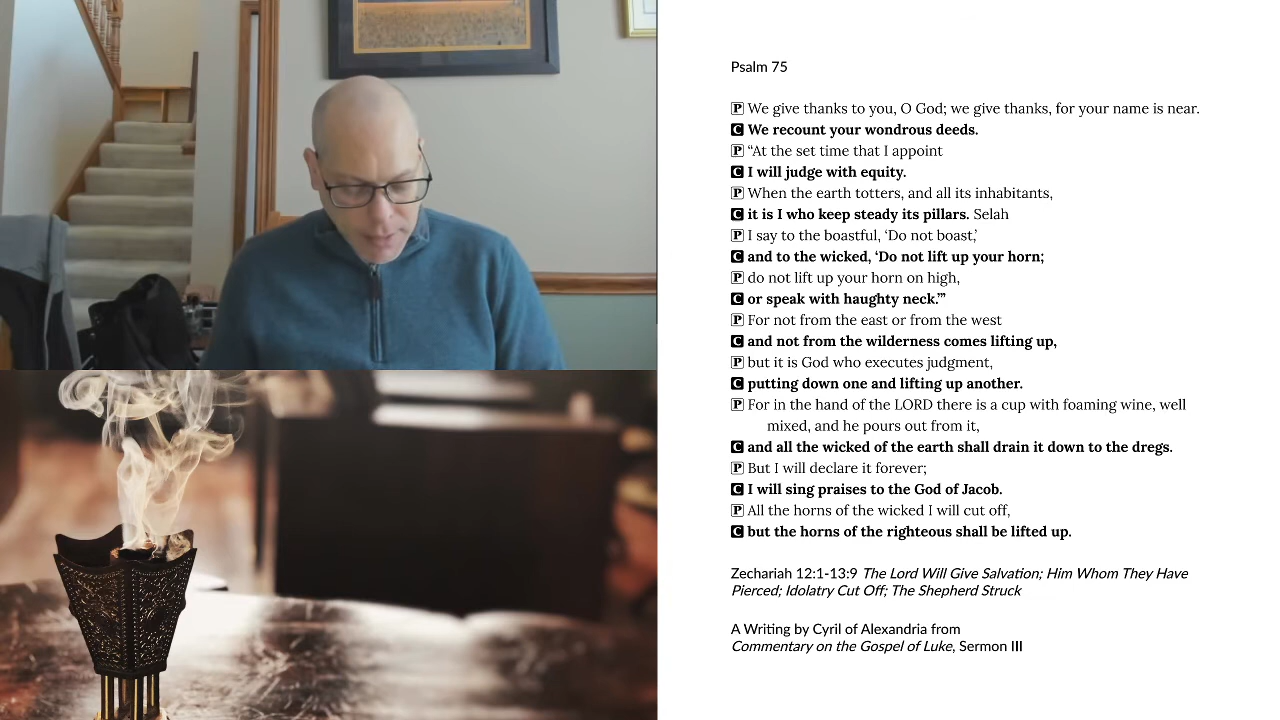 Psalm 75
P We give thanks to you, O God; we give thanks, for your name is near.
C We recount your wondrous deeds.
P “At the set time that I appoint
C I will judge with equity.
P When the earth totters, and all its inhabitants,
C it is I who keep steady its pillars. Selah
P I say to the boastful, ‘Do not boast,’
C and to the wicked, ‘Do not lift up your horn;
P do not lift up your horn on high,
C or speak with haughty neck.’”
P For not from the east or from the west
C and not from the wilderness comes lifting up,
P but it is God who executes judgment,
C putting down one and lifting up another.
P For in the hand of the LORD there is a cup with foaming wine, well
mixed, and he pours out from it,
C and all the wicked of the earth shall drain it down to the dregs.
P But I will declare it forever;
C I will sing praises to the God of Jacob.
P All the horns of the wicked I will cut off,
C but the horns of the righteous shall be lifted up.
Zechariah 12:1-13:9 The Lord Will Give Salvation; Him Whom They Have
Pierced; Idolatry Cut Off; The Shepherd Struck
A Writing by Cyril of Alexandria from
Commentary on the Gospel of Luke, Sermon III